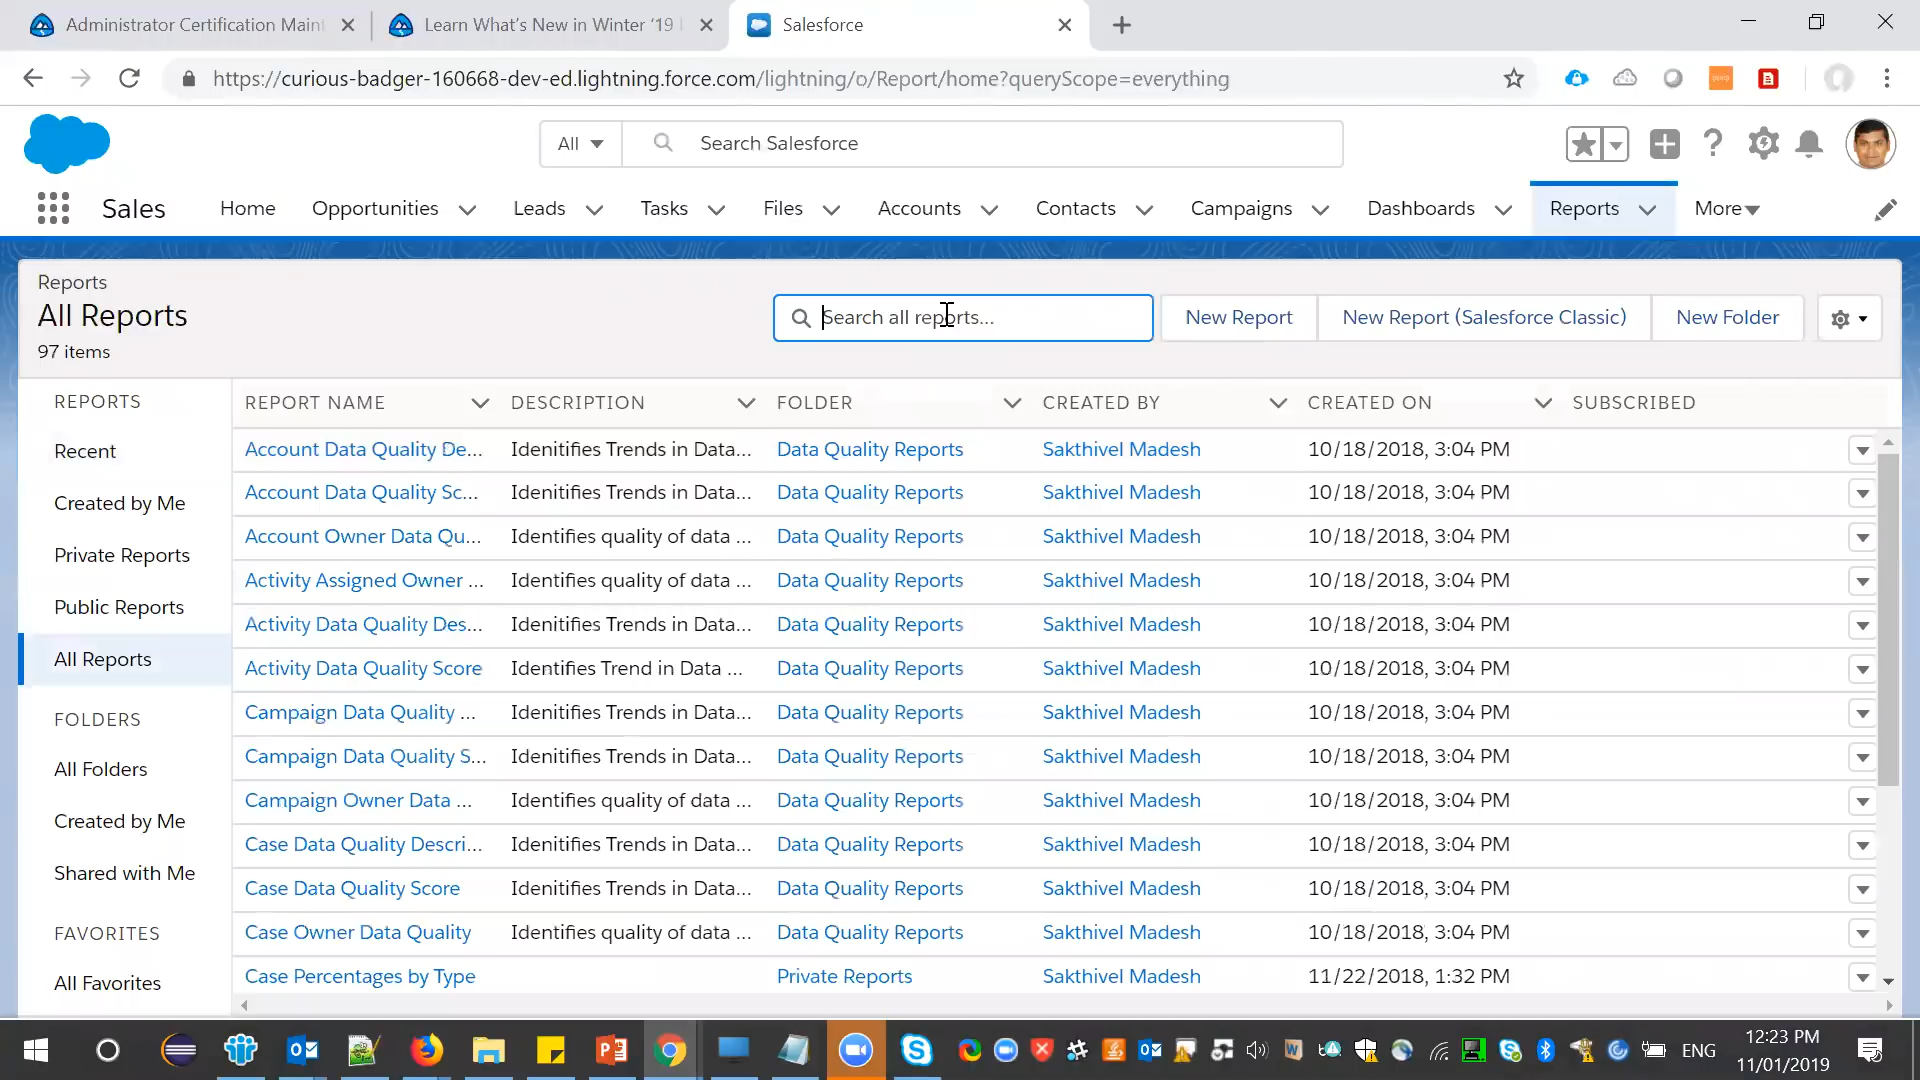 Administrator Certification Maint
Learn What's New in Winter '19
Salesforce
https://curious-badger-160668-dev-ed.lightning.force.com/lightning/o/Report/home?queryScope=everything
All
Search Salesforce
Sales
Home
Opportunities
Leads
Tasks
Files
Accounts
Contacts
Campaigns
Dashboards
Reports
More
Reports
All Reports
97 items
Search all reports...
New Report
New Report (Salesforce Classic)
New Folder
REPORTS
Recent
Created by Me
Private Reports
Public Reports
All Reports
FOLDERS
All Folders
Created by Me
Shared with Me
FAVORITES
All Favorites
REPORT NAME DESCRIPTION FOLDER CREATED BY CREATED ON SUBSCRIBED
Account Data Quality De... Idenitifies Trends in Data... Data Quality Reports Sakthivel Madesh 10/18/2018, 3:04 PM
Account Data Quality Sc... Idenitifies Trends in Data... Data Quality Reports Sakthivel Madesh 10/18/2018, 3:04 PM
Account Owner Data Qu... Identifies quality of data ... Data Quality Reports Sakthivel Madesh 10/18/2018, 3:04 PM
Activity Assigned Owner ... Identifies quality of data ... Data Quality Reports Sakthivel Madesh 10/18/2018, 3:04 PM
Activity Data Quality Des... Idenitifies Trends in Data... Data Quality Reports Sakthivel Madesh 10/18/2018, 3:04 PM
Activity Data Quality Score Identifies Trend in Data ... Data Quality Reports Sakthivel Madesh 10/18/2018, 3:04 PM
Campaign Data Quality ... Idenitifies Trends in Data... Data Quality Reports Sakthivel Madesh 10/18/2018, 3:04 PM
Campaign Data Quality S... Idenitifies Trends in Data... Data Quality Reports Sakthivel Madesh 10/18/2018, 3:04 PM
Campaign Owner Data ... Identifies quality of data ... Data Quality Reports Sakthivel Madesh 10/18/2018, 3:04 PM
Case Data Quality Descri... Idenitifies Trends in Data... Data Quality Reports Sakthivel Madesh 10/18/2018, 3:04 PM
Case Data Quality Score Idenitifies Trends in Data... Data Quality Reports Sakthivel Madesh 10/18/2018, 3:04 PM
Case Owner Data Quality Identifies quality of data ... Data Quality Reports Sakthivel Madesh 10/18/2018, 3:04 PM
Case Percentages by Type Private Reports Sakthivel Madesh 11/22/2018, 1:32 PM
ENG
12:23 PM
11/01/2019